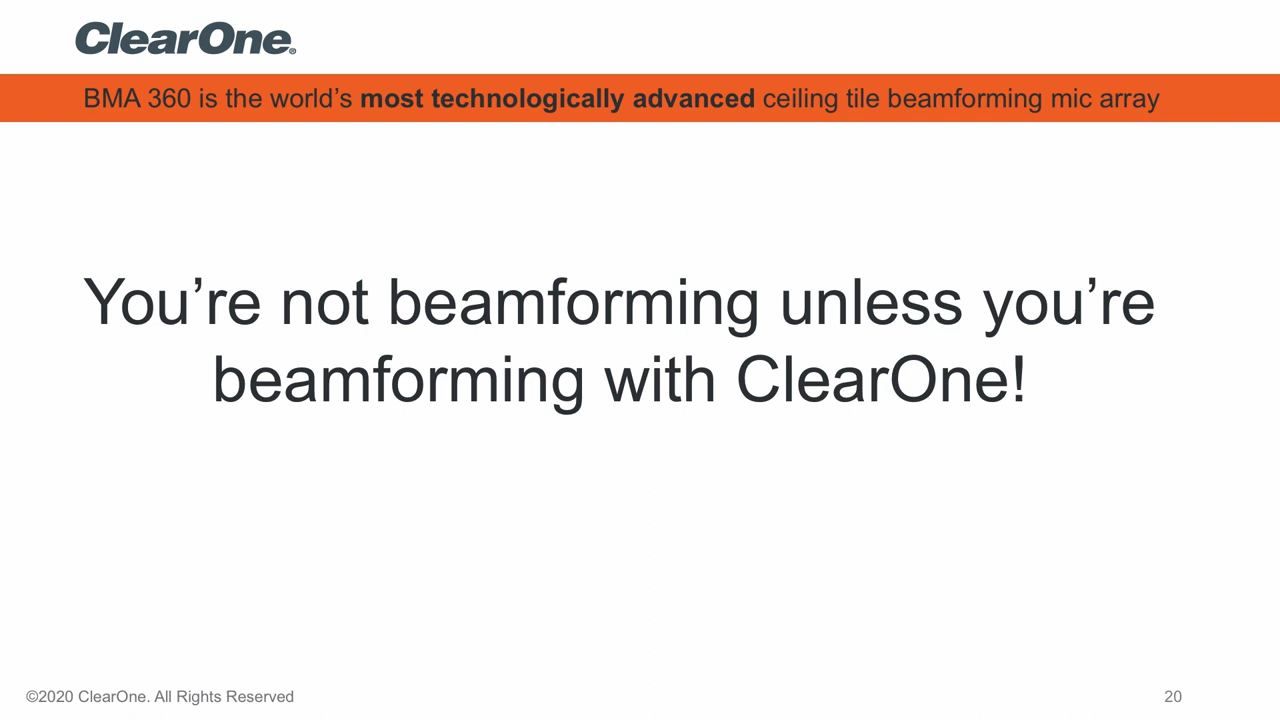 ClearOne®
BMA 360 is the world’s most technologically advanced ceiling tile beamforming mic array
You’re not beamforming unless you’re
beamforming with ClearOne!
©2020 ClearOne. All Rights Reserved
20